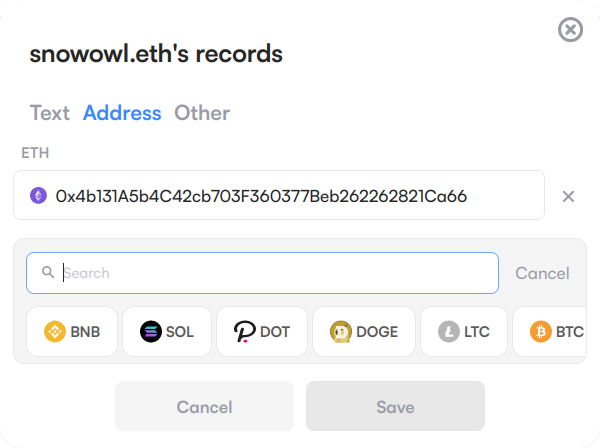 snowowl.eth's records
Text Address Other
ETH
0x4b131A5b4C42cb703F360377Beb262262821Ca66
Search Cancel
BNB SOL DOT DOGE LTC BTC
Cancel Save